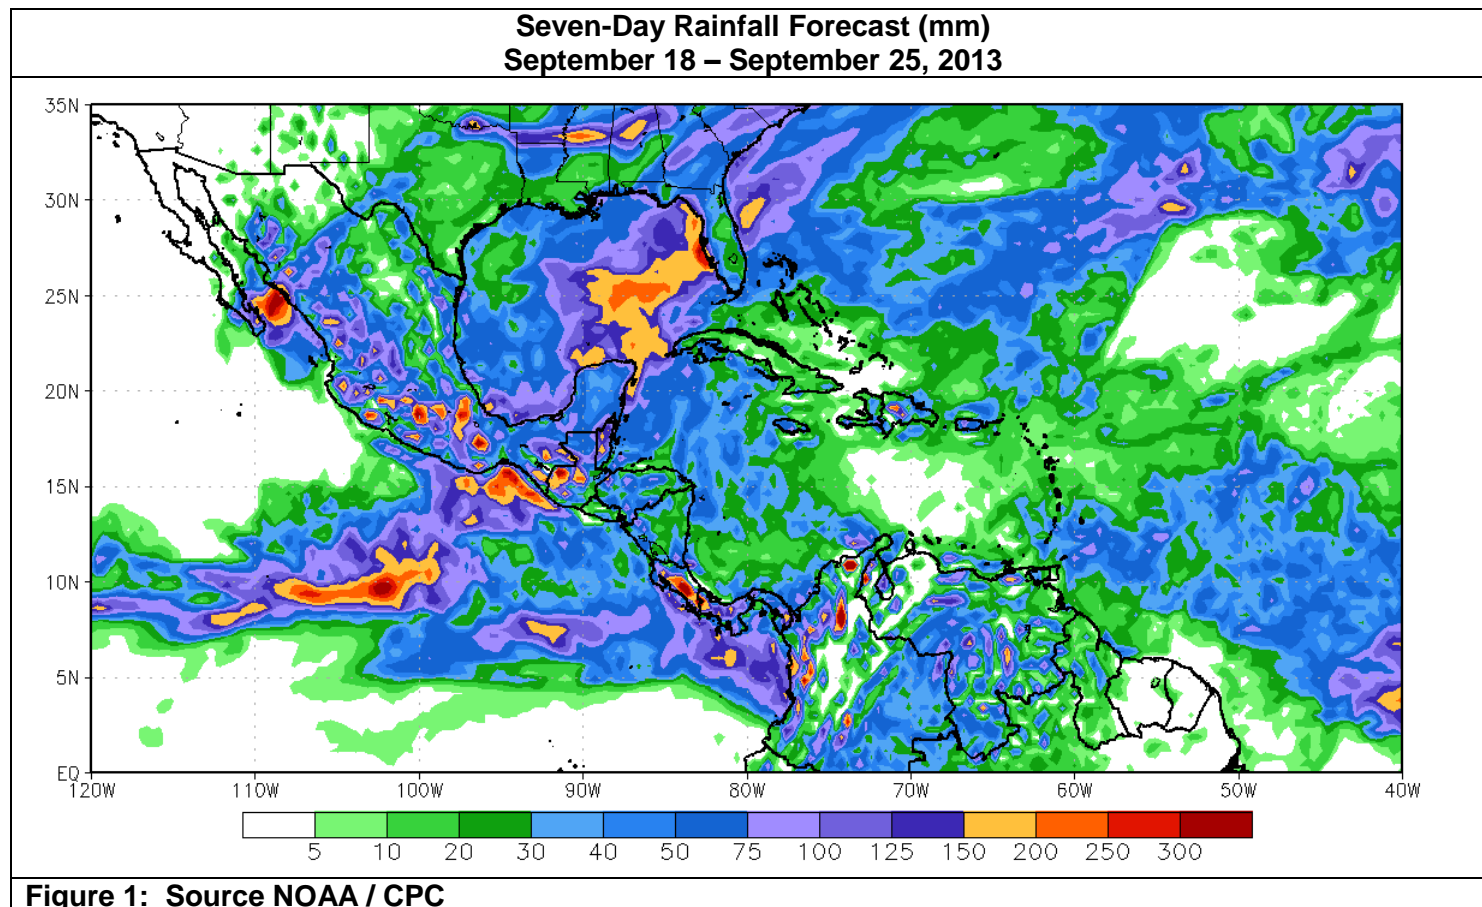 Seven-Day Rainfall Forecast (mm)
September 18 – September 25, 2013
35N
30N
25N
20N
15N
10N
5N
EQ
120W 110W 100W 90W 80W 70W 60W 50W 40W
5 10 20 30 40 50 75 100 125 150 200 250 300
Figure 1: Source NOAA / CPC